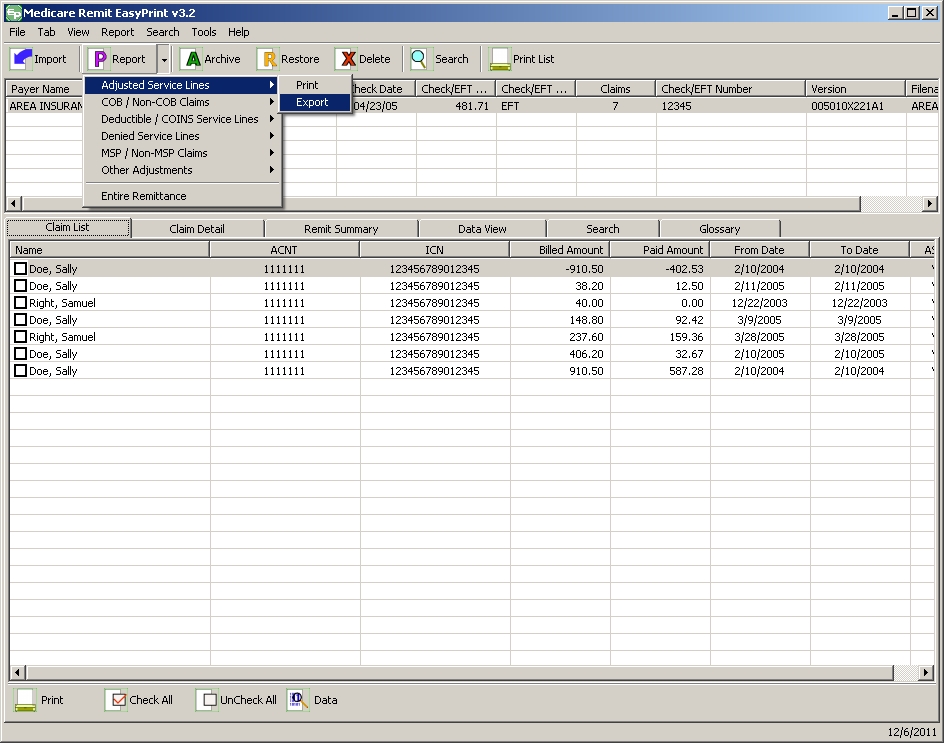 Medicare Remit EasyPrint v3.2
File Tab View Report Search Tools Help
Import Report Archive Restore Delete Search Print List
Payer Name heck Date Check/EFT ... Check/EFT ... Claims Check/EFT Number Version Filena
AREA INSURAN 04/23/05 481.71 EFT 7 12345 005010X221A1 AREA
Adjusted Service Lines
COB / Non-COB Claims
Deductible / COINS Service Lines
Denied Service Lines
MSP / Non-MSP Claims
Other Adjustments
Entire Remittance
Print
Export
Claim List Claim Detail Remit Summary Data View Search Glossary
Name ACNT ICN Billed Amount Paid Amount From Date To Date AS
Doe, Sally 1111111 123456789012345 -910.50 -402.53 2/10/2004 2/10/2004
Doe, Sally 1111111 123456789012345 38.20 12.50 2/11/2005 2/11/2005
Right, Samuel 1111111 123456789012345 40.00 0.00 12/22/2003 12/22/2003
Doe, Sally 1111111 123456789012345 148.80 92.42 3/9/2005 3/9/2005
Right, Samuel 1111111 123456789012345 237.60 159.36 3/28/2005 3/28/2005
Doe, Sally 1111111 123456789012345 406.20 32.67 2/10/2005 2/10/2005
Doe, Sally 1111111 123456789012345 910.50 587.28 2/10/2004 2/10/2004
Print Check All UnCheck All Data
12/6/2011